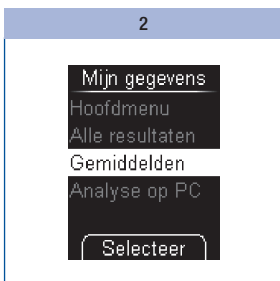 2
Mijn gegevens
Hoofdmenu
Alle resultaten
Gemiddelden
Analyse op PC
Selecteer